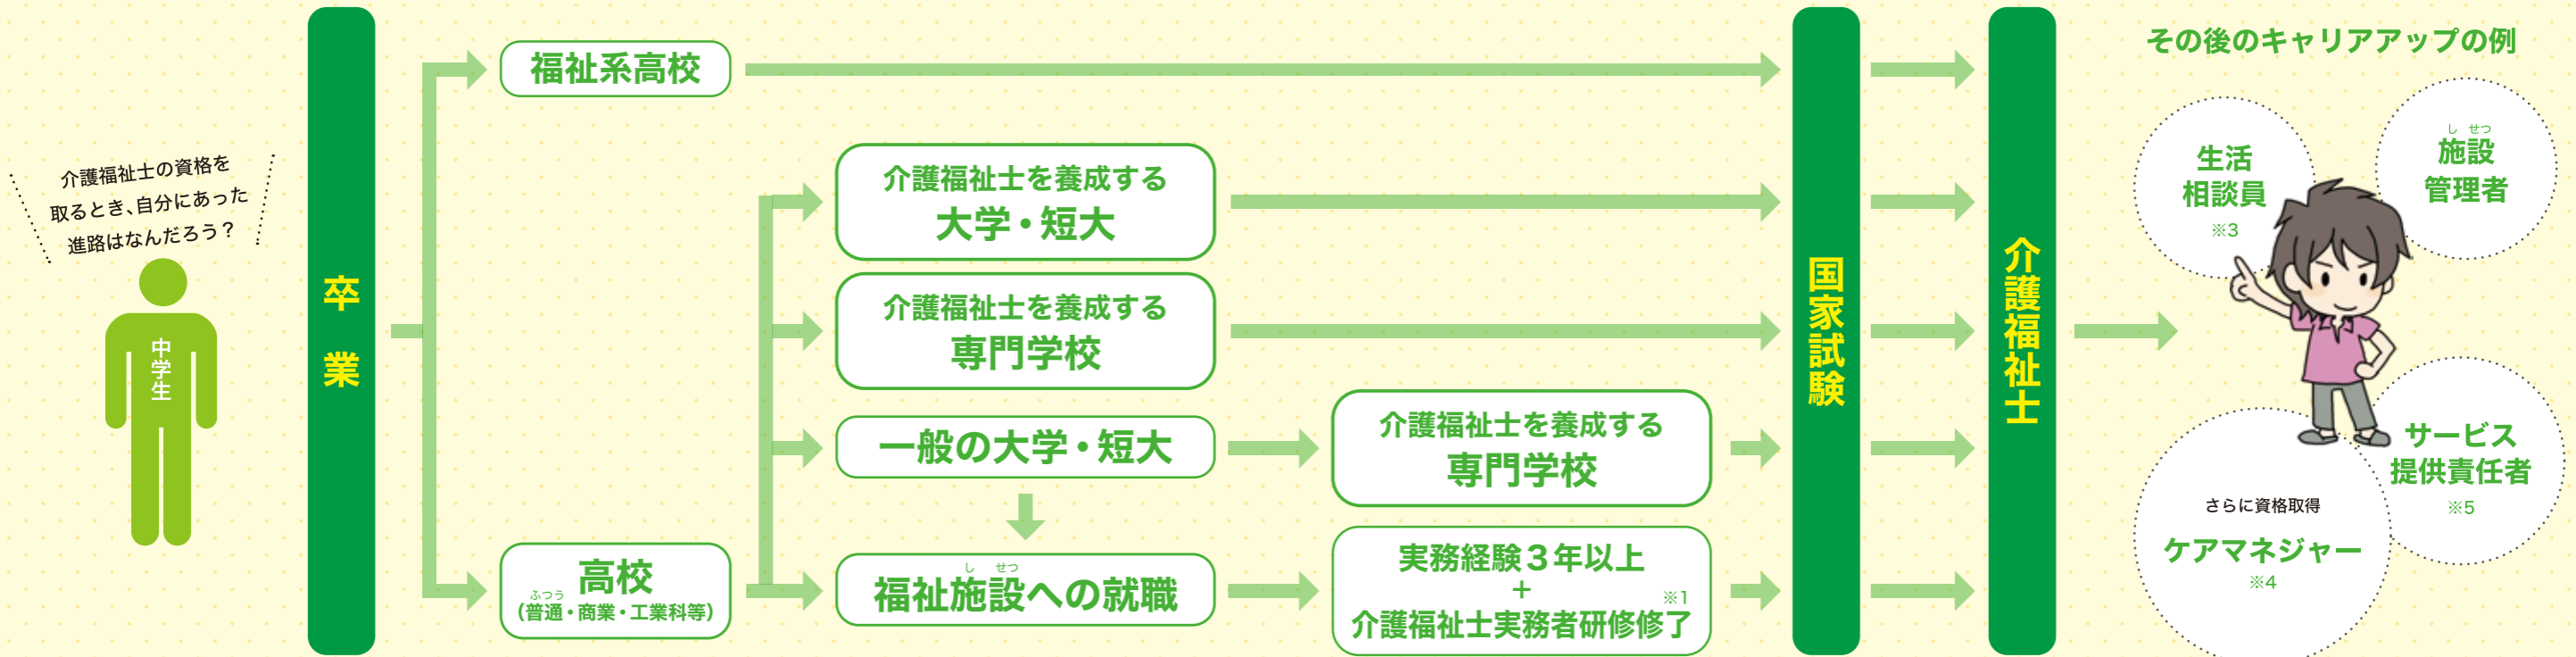 介護福祉士の資格を
取るとき、自分にあった
進路はなんだろう？
中学生
卒業
福祉系高校
高校
ふつう
（普通・商業・工業科等）
介護福祉士を養成する
大学・短大
介護福祉士を養成する
専門学校
一般の大学・短大
し せつ
福祉施設への就職
介護福祉士を養成する
専門学校
実務経験３年以上
＋
※1
介護福祉士実務者研修修了
国家試験
介護福祉士
その後のキャリアアップの例
生活
相談員
※3
し せつ
施設
管理者
サービス
提供責任者
※5
さらに資格取得
ケアマネジャー
※4